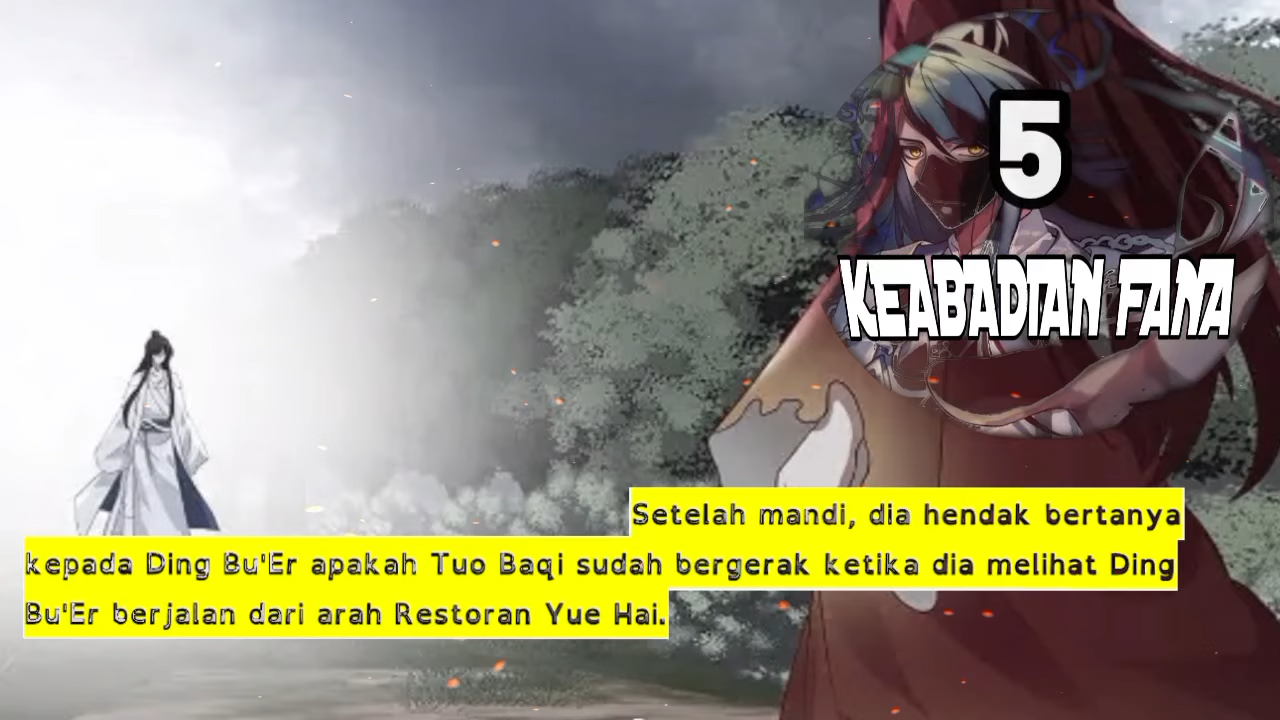 5
KEABADIAN FANA
Setelah mandi, dia hendak bertanya
kepada Ding Bu'Er apakah Tuo Baqi sudah bergerak ketika dia melihat Ding
Bu'Er berjalan dari arah Restoran Yue Hai.